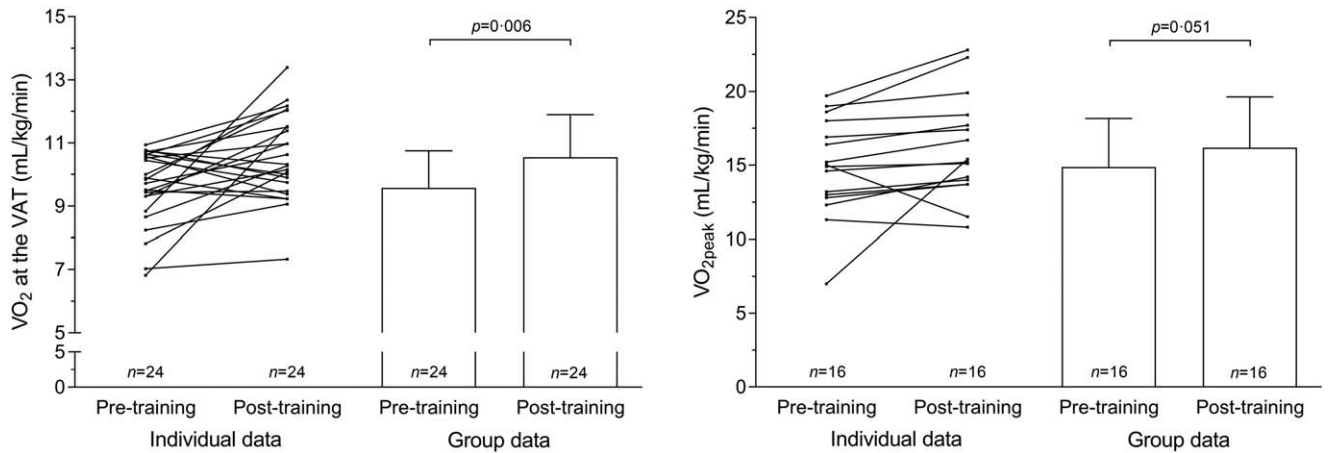 VO2 at the VAT (mL/kg/min)
15
13
11
9
7
5
5
0
p=0·006
n=24
n=24
n=24
n=24
Pre-training
Post-training
Pre-training
Post-training
Individual data
Group data
VO2peak (mL/kg/min)
25
20
15
10
5
0
p=0·051
n=16
n=16
n=16
n=16
Pre-training
Post-training
Pre-training
Post-training
Individual data
Group data